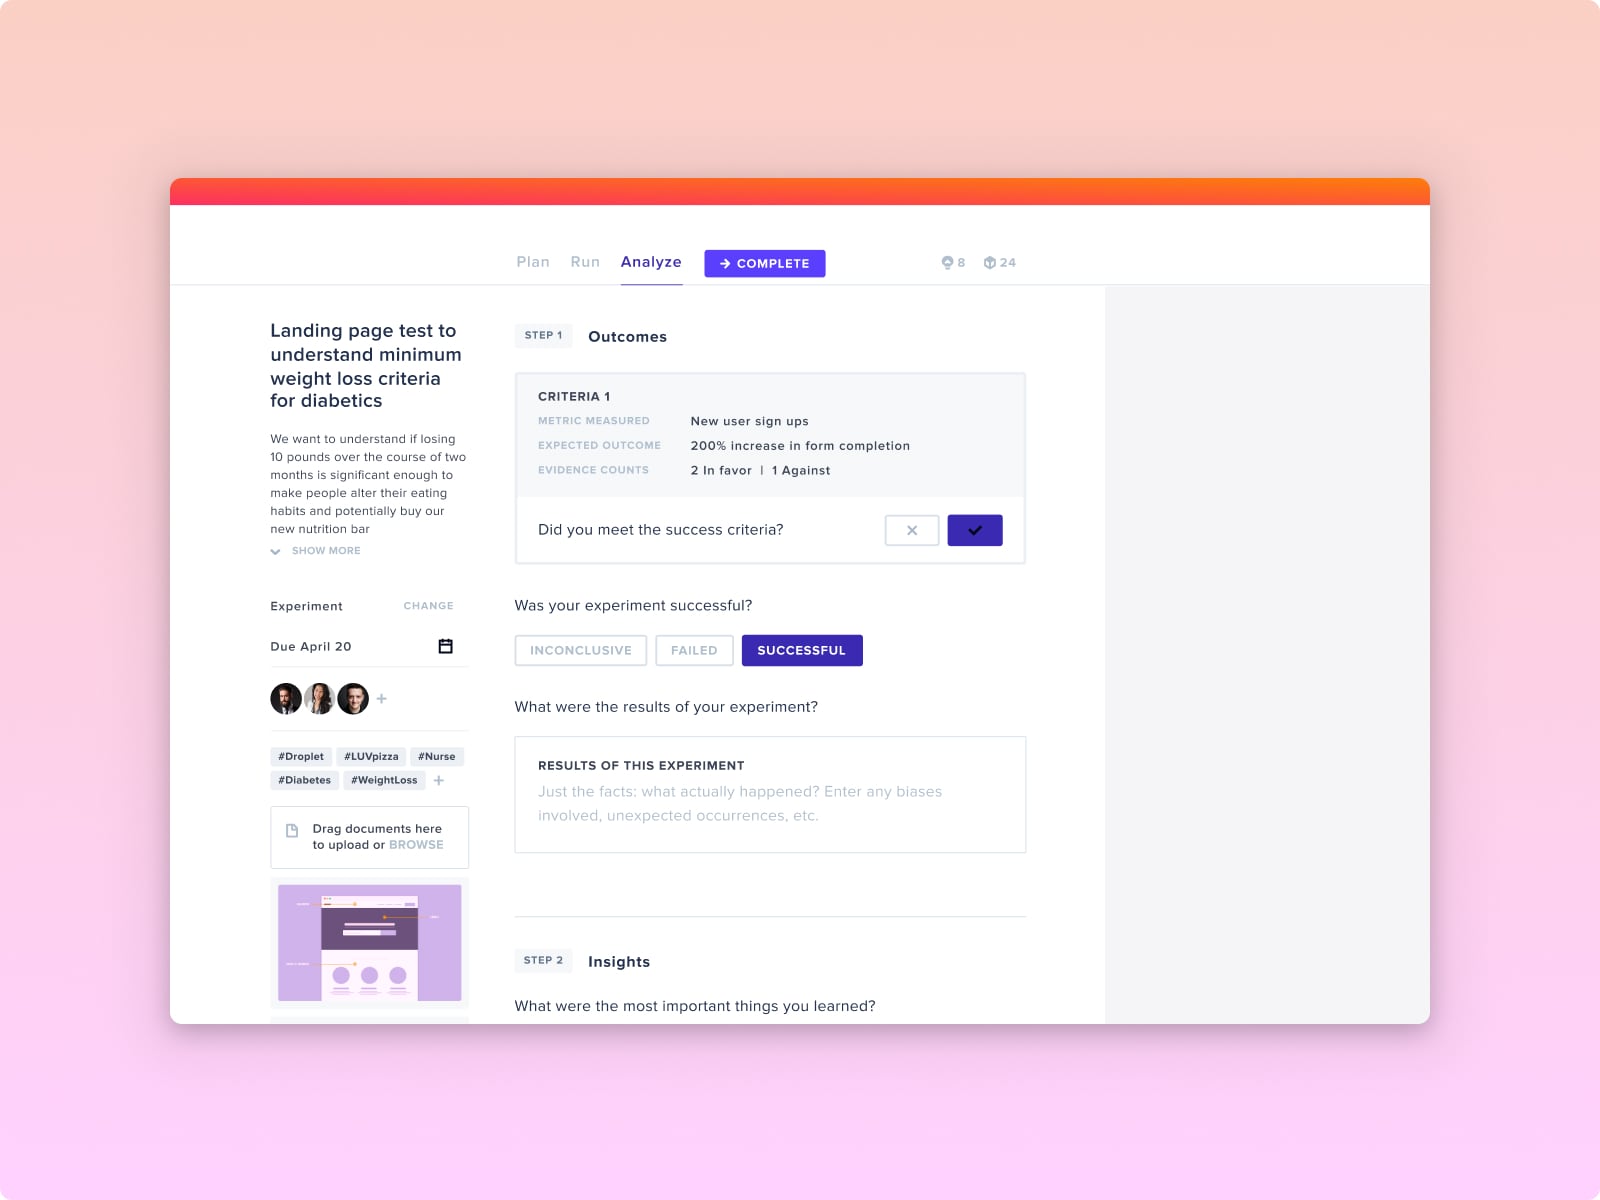 Plan Run Analyze → COMPLETE 8 24
Landing page test to
understand minimum
weight loss criteria
for diabetics
We want to understand if losing
10 pounds over the course of two
months is significant enough to
make people alter their eating
habits and potentially buy our
new nutrition bar
SHOW MORE
Experiment CHANGE
Due April 20
#Droplet #LUVpizza #Nurse
#Diabetes #WeightLoss +
Drag documents here
to upload or BROWSE
STEP 1 Outcomes
CRITERIA 1
METRIC MEASURED New user sign ups
EXPECTED OUTCOME 200% increase in form completion
EVIDENCE COUNTS 2 In favor | 1 Against
Did you meet the success criteria?
Was your experiment successful?
INCONCLUSIVE FAILED SUCCESSFUL
What were the results of your experiment?
RESULTS OF THIS EXPERIMENT
Just the facts: what actually happened? Enter any biases
involved, unexpected occurrences, etc.
STEP 2 Insights
What were the most important things you learned?